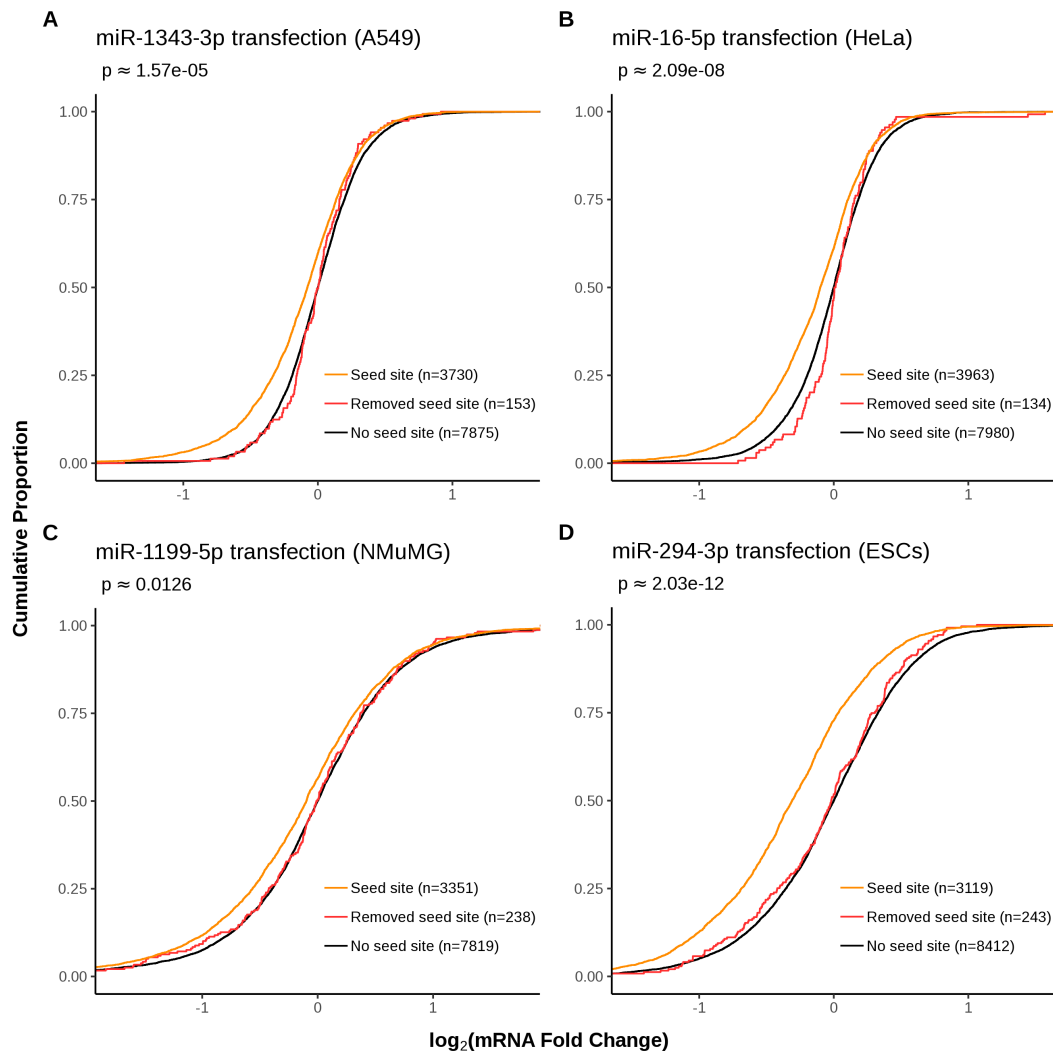 A
miR-1343-3p transfection (A549)
p ≈ 1.57e-05
1.00
0.75
0.50
0.25
0.00
Seed site (n=3730)
Removed seed site (n=153)
No seed site (n=7875)
-1 0 1
B
miR-16-5p transfection (HeLa)
p ≈ 2.09e-08
1.00
0.75
0.50
0.25
0.00
Seed site (n=3963)
Removed seed site (n=134)
No seed site (n=7980)
-1 0 1
Cumulative Proportion
C
miR-1199-5p transfection (NMuMG)
p ≈ 0.0126
1.00
0.75
0.50
0.25
0.00
Seed site (n=3351)
Removed seed site (n=238)
No seed site (n=7819)
-1 0 1
D
miR-294-3p transfection (ESCs)
p ≈ 2.03e-12
1.00
0.75
0.50
0.25
0.00
Seed site (n=3119)
Removed seed site (n=243)
No seed site (n=8412)
-1 0 1
log₂(mRNA Fold Change)